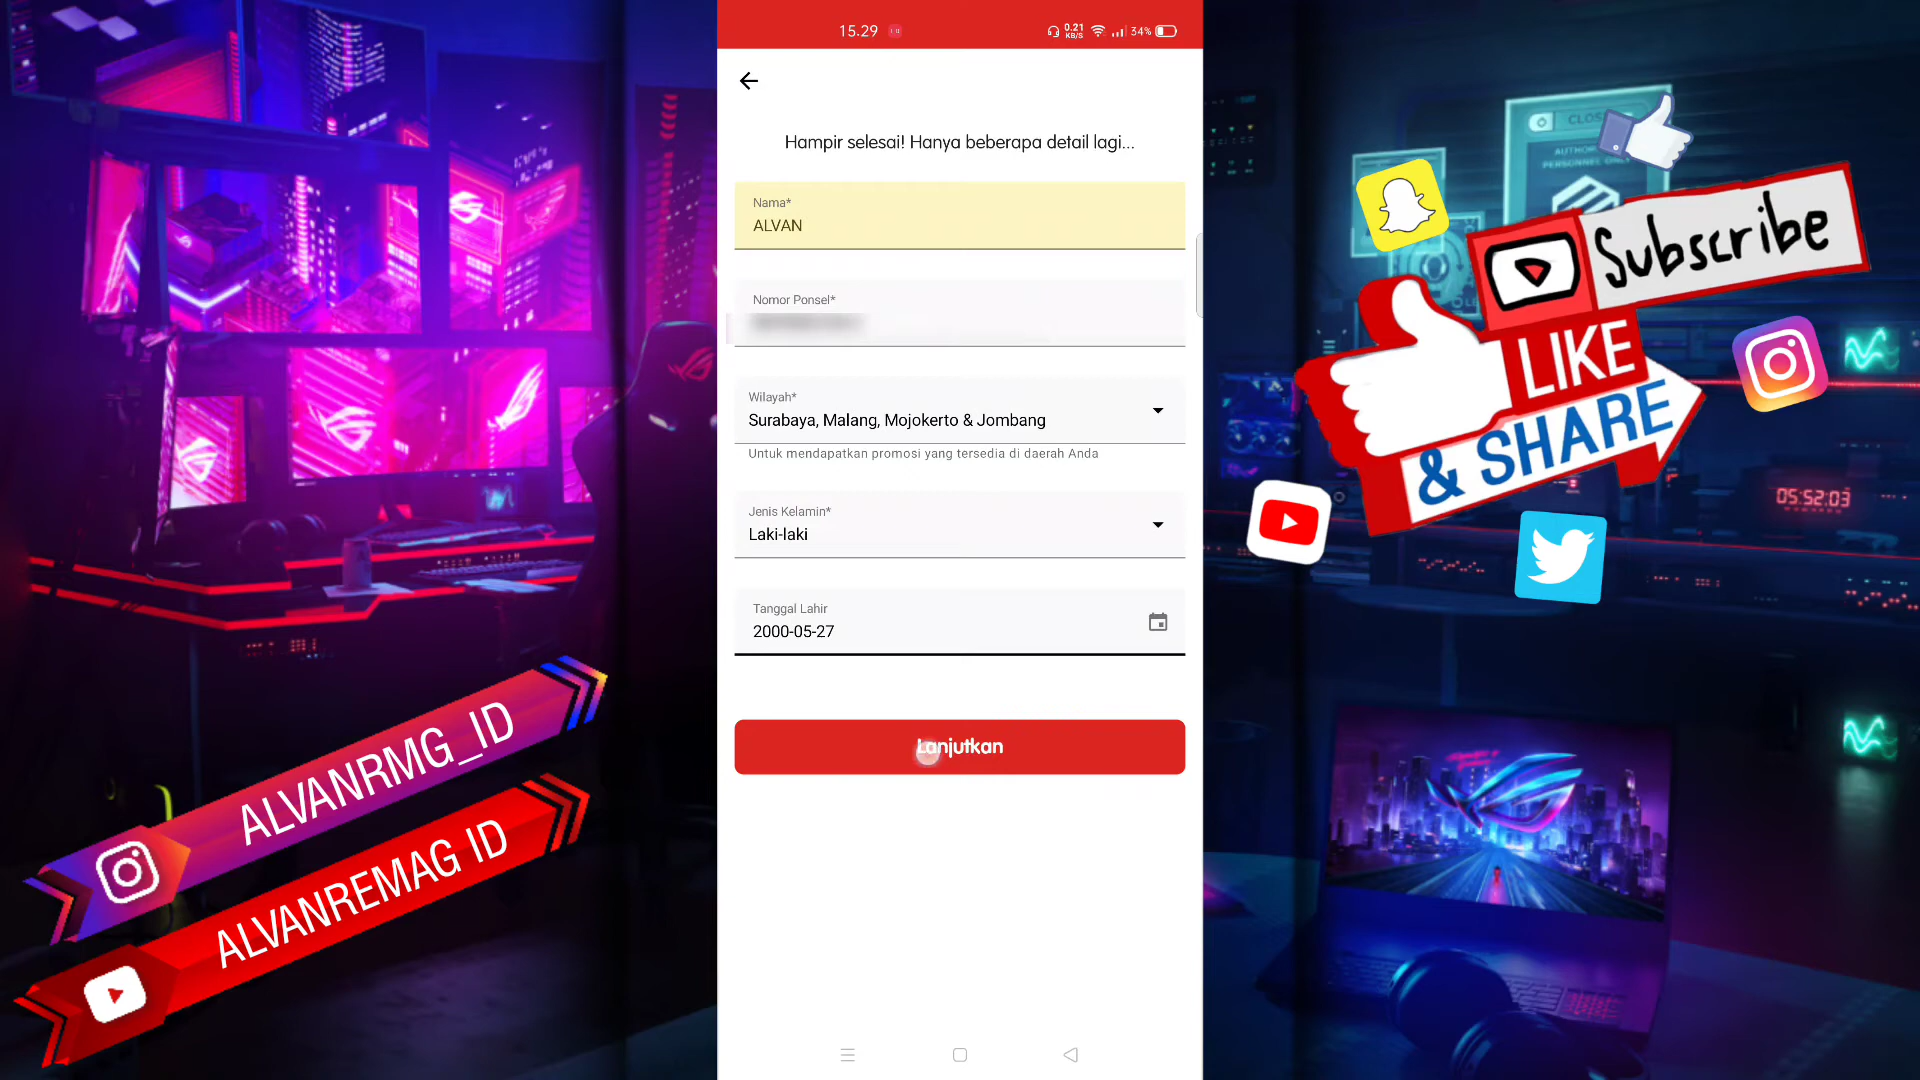 15.29
0.21
KB/S
34%
Hampir selesai! Hanya beberapa detail lagi...
Nama*
ALVAN
Nomor Ponsel*
Wilayah*
Surabaya, Malang, Mojokerto & Jombang
Untuk mendapatkan promosi yang tersedia di daerah Anda
Jenis Kelamin*
Laki-laki
Tanggal Lahir
2000-05-27
Lanjutkan
ALVANRMG_ID
ALVANREMAG ID
Subscribe
LIKE
& SHARE
05:52:03